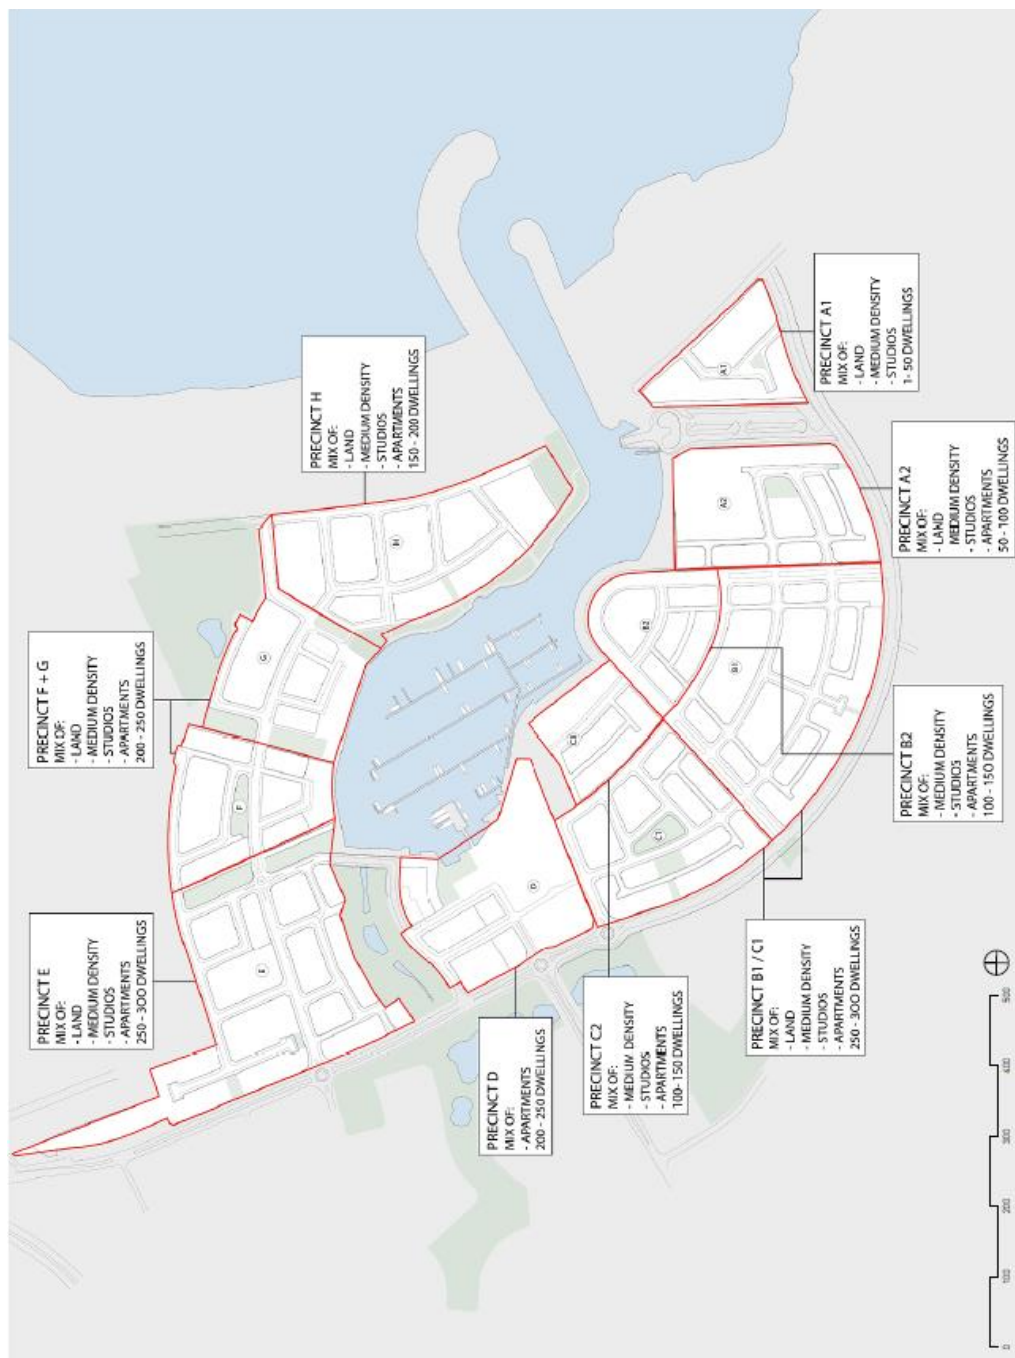 PRECINCT E
MIX OF:
- LAND
- MEDIUM DENSITY
- STUDIOS
- APARTMENTS
250 - 300 DWELLINGS
PRECINCT F + G
MIX OF:
- LAND
- MEDIUM DENSITY
- STUDIOS
- APARTMENTS
200 - 250 DWELLINGS
PRECINCT H
MIX OF:
- LAND
- MEDIUM DENSITY
- STUDIOS
- APARTMENTS
150 - 200 DWELLINGS
E
F
G
H
PRECINCT D
MIX OF:
- APARTMENTS
200 - 250 DWELLINGS
D
C1
B2
B1
A2
A1
PRECINCT C2
MIX OF:
- MEDIUM DENSITY
- STUDIOS
- APARTMENTS
100- 150 DWELLINGS
PRECINCT B1 / C1
MIX OF:
- LAND
- MEDIUM DENSITY
- STUDIOS
- APARTMENTS
250 - 300 DWELLINGS
PRECINCT B2
MIX OF:
- MEDIUM DENSITY
- STUDIOS
- APARTMENTS
100 - 150 DWELLINGS
PRECINCT A2
MIX OF:
- LAND
MEDIUM DENSITY
- STUDIOS
- APARTMENTS
50 - 100 DWELLINGS
PRECINCT A1
MIX OF:
- LAND
- MEDIUM DENSITY
- STUDIOS
1- 50 DWELLINGS
0
100
200
300
400
500